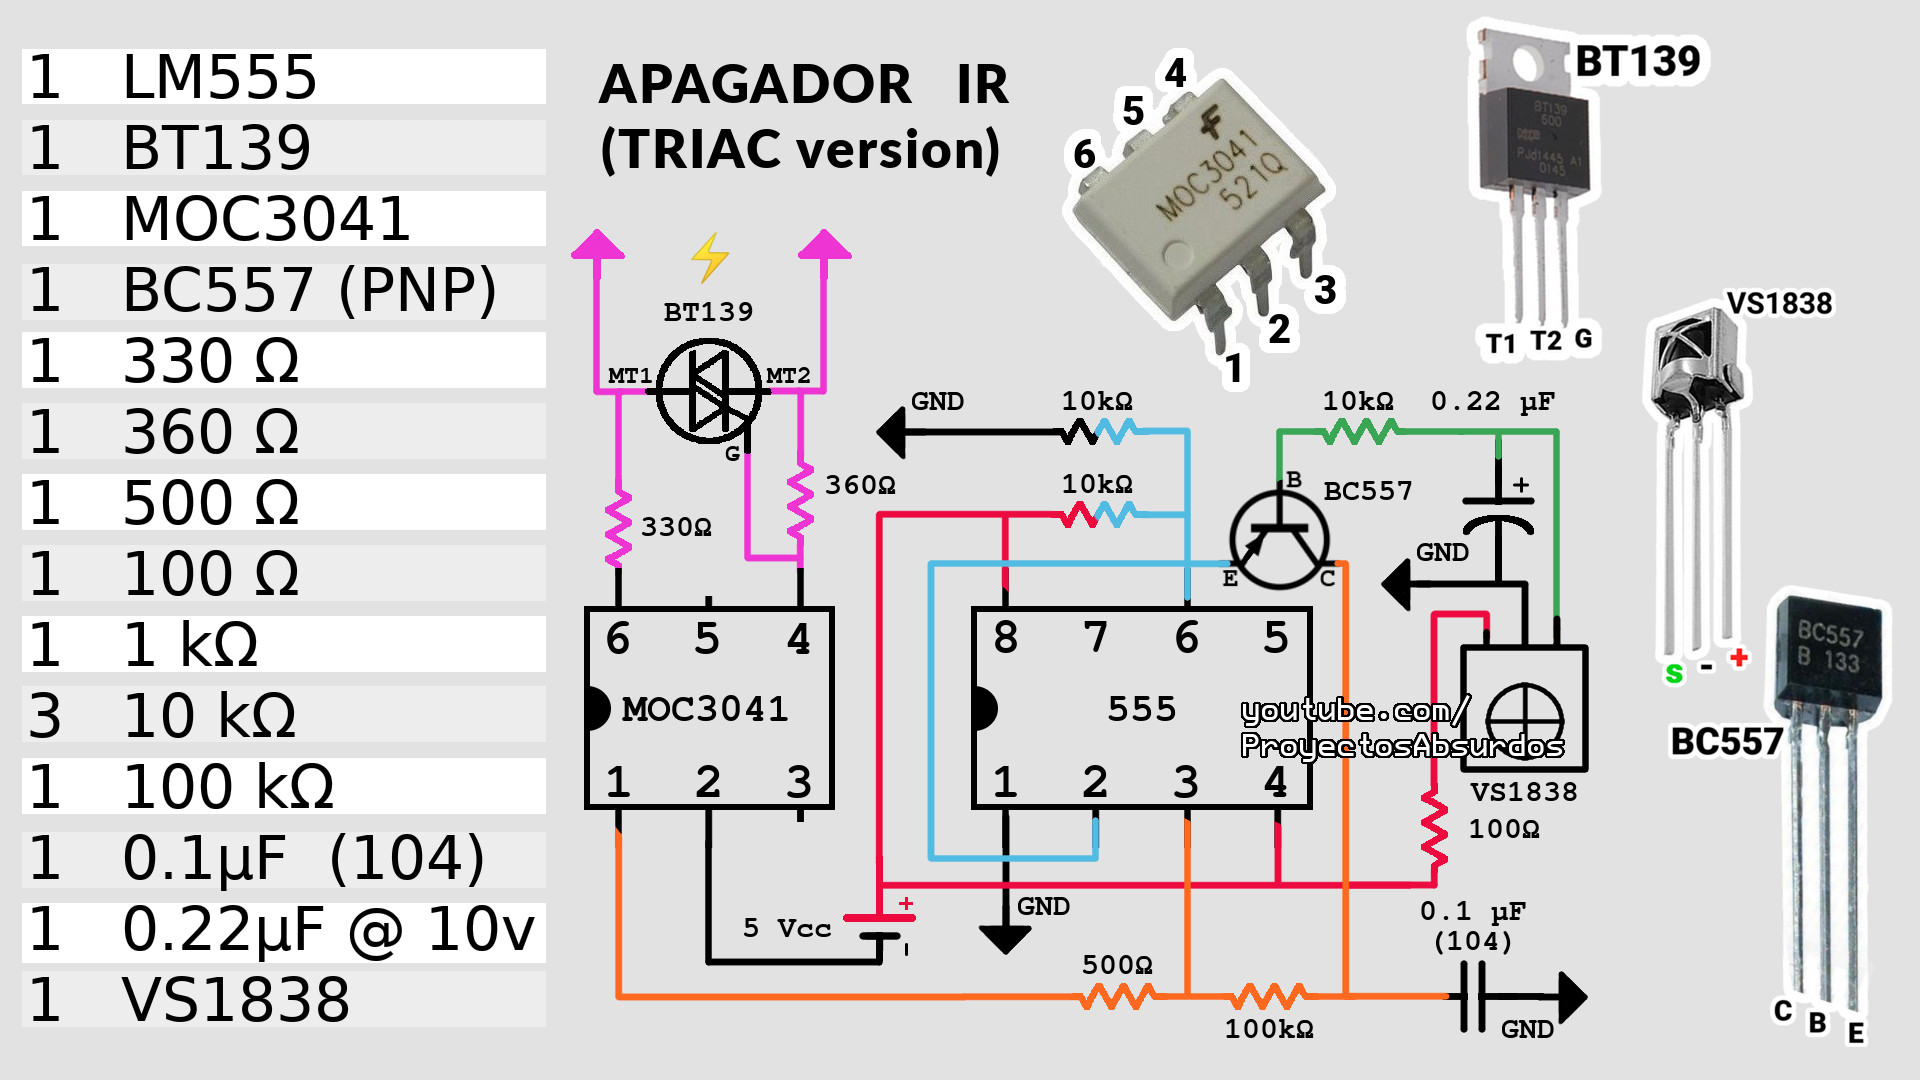 1 LM555
1 BT139
1 MOC3041
1 BC557 (PNP)
1 330 Ω
1 360 Ω
1 500 Ω
1 100 Ω
1 1 kΩ
3 10 kΩ
1 100 kΩ
1 0.1µF (104)
1 0.22µF @ 10v
1 VS1838
APAGADOR IR
(TRIAC version)
BT139
MT1
MT2
G
330Ω
360Ω
6 5 4
MOC3041
1 2 3
5 Vcc
+
-
GND
10kΩ
10kΩ
8 7 6 5
555
1 2 3 4
GND
500Ω
100kΩ
10kΩ
0.22 µF
+
B
BC557
E
C
GND
youtube.com/
ProyectosAbsurdos
VS1838
100Ω
0.1 µF
(104)
GND
4
5
6
MOC3041
521Q
1
2
3
BT139
BT139
600
PJd1445 A1
0145
T1 T2 G
VS1838
s - +
BC557
BC557
B 133
C B E